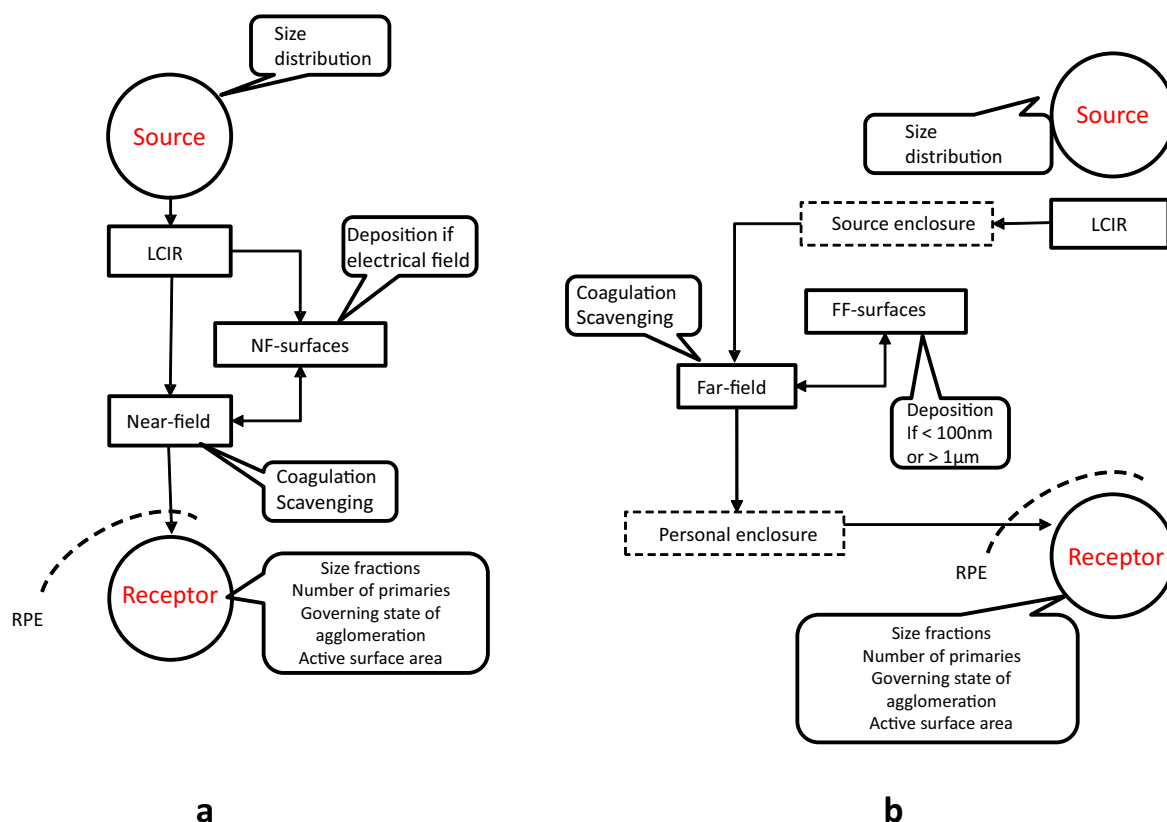 Size
distribution
Source
LCIR
Deposition if
electrical field
NF-surfaces
Near-field
Coagulation
Scavenging
RPE
Receptor
Size fractions
Number of primaries
Governing state of
agglomeration
Active surface area
a
Source
Size
distribution
Source enclosure
LCIR
Coagulation
Scavenging
FF-surfaces
Far-field
Deposition
If < 100nm
or > 1µm
Personal enclosure
RPE
Receptor
Size fractions
Number of primaries
Governing state of
agglomeration
Active surface area
b